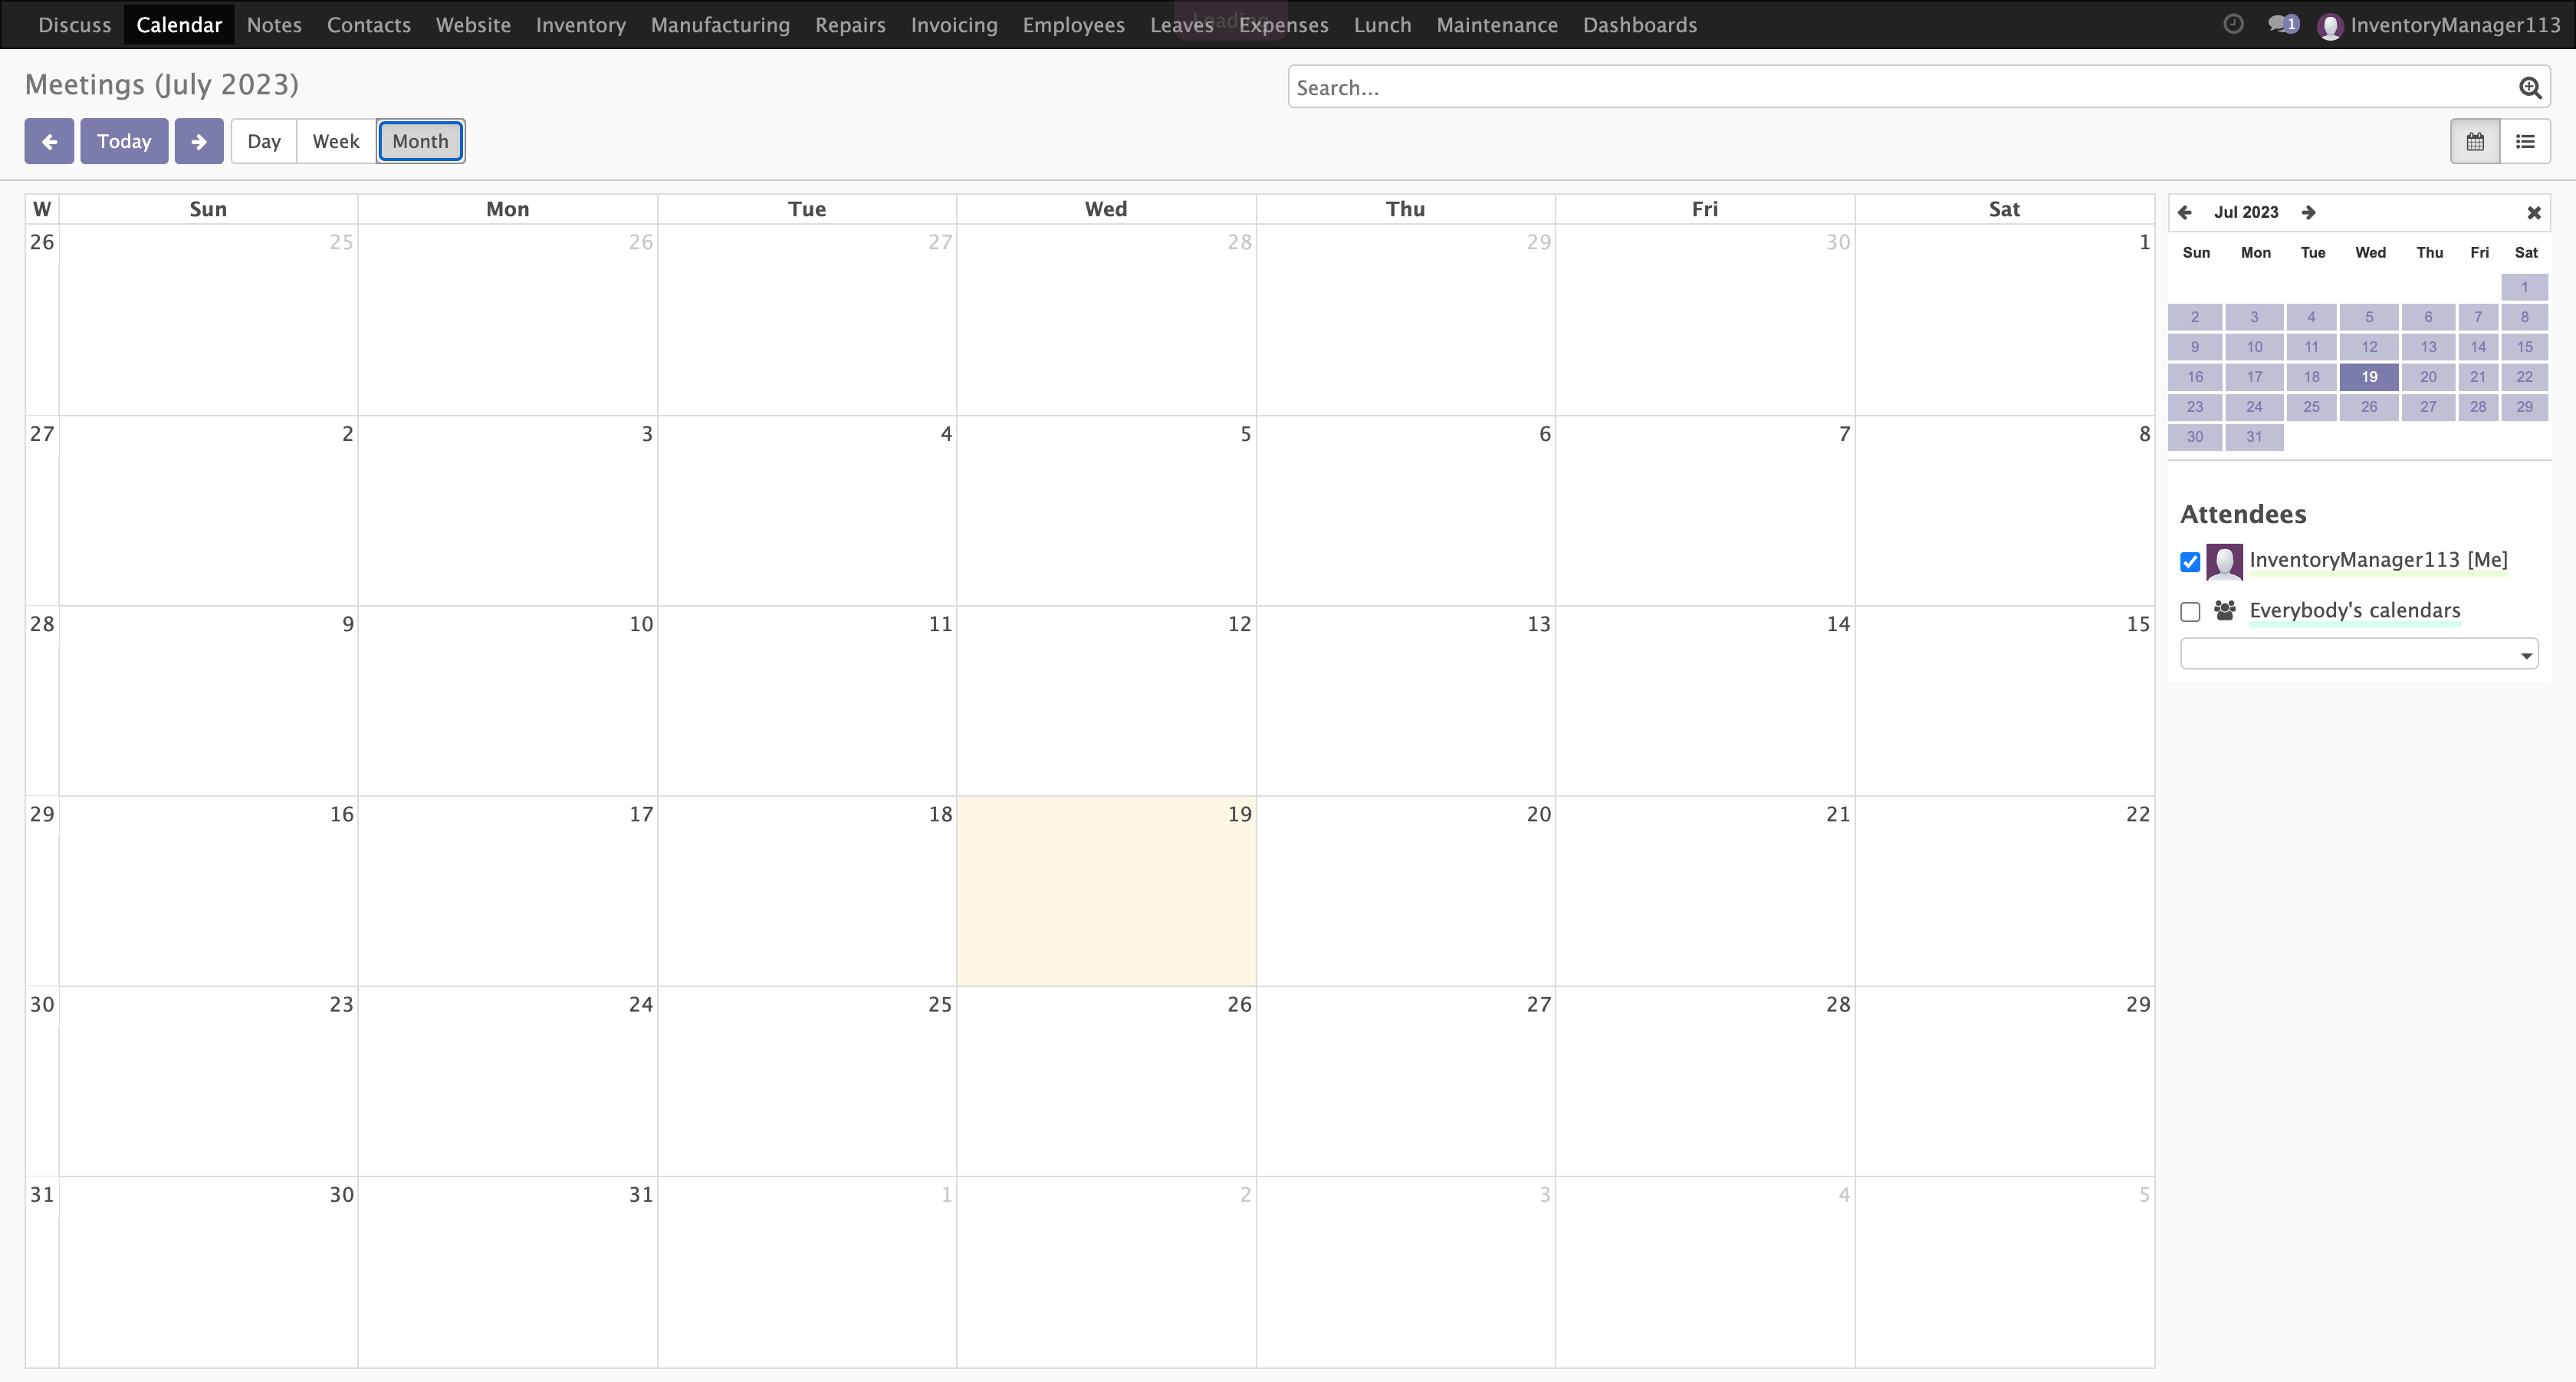 Discuss Calendar Notes Contacts Website Inventory Manufacturing Repairs Invoicing Employees Leaves Expenses Lunch Maintenance Dashboards 1 InventoryManager113
Loading
Meetings (July 2023)
Search...
Today Day Week Month
W Sun Mon Tue Wed Thu Fri Sat
26 25 26 27 28 29 30 1
27 2 3 4 5 6 7 8
28 9 10 11 12 13 14 15
29 16 17 18 19 20 21 22
30 23 24 25 26 27 28 29
31 30 31 1 2 3 4 5
Jul 2023
Sun Mon Tue Wed Thu Fri Sat
1
2 3 4 5 6 7 8
9 10 11 12 13 14 15
16 17 18 19 20 21 22
23 24 25 26 27 28 29
30 31
Attendees
InventoryManager113 [Me]
Everybody's calendars